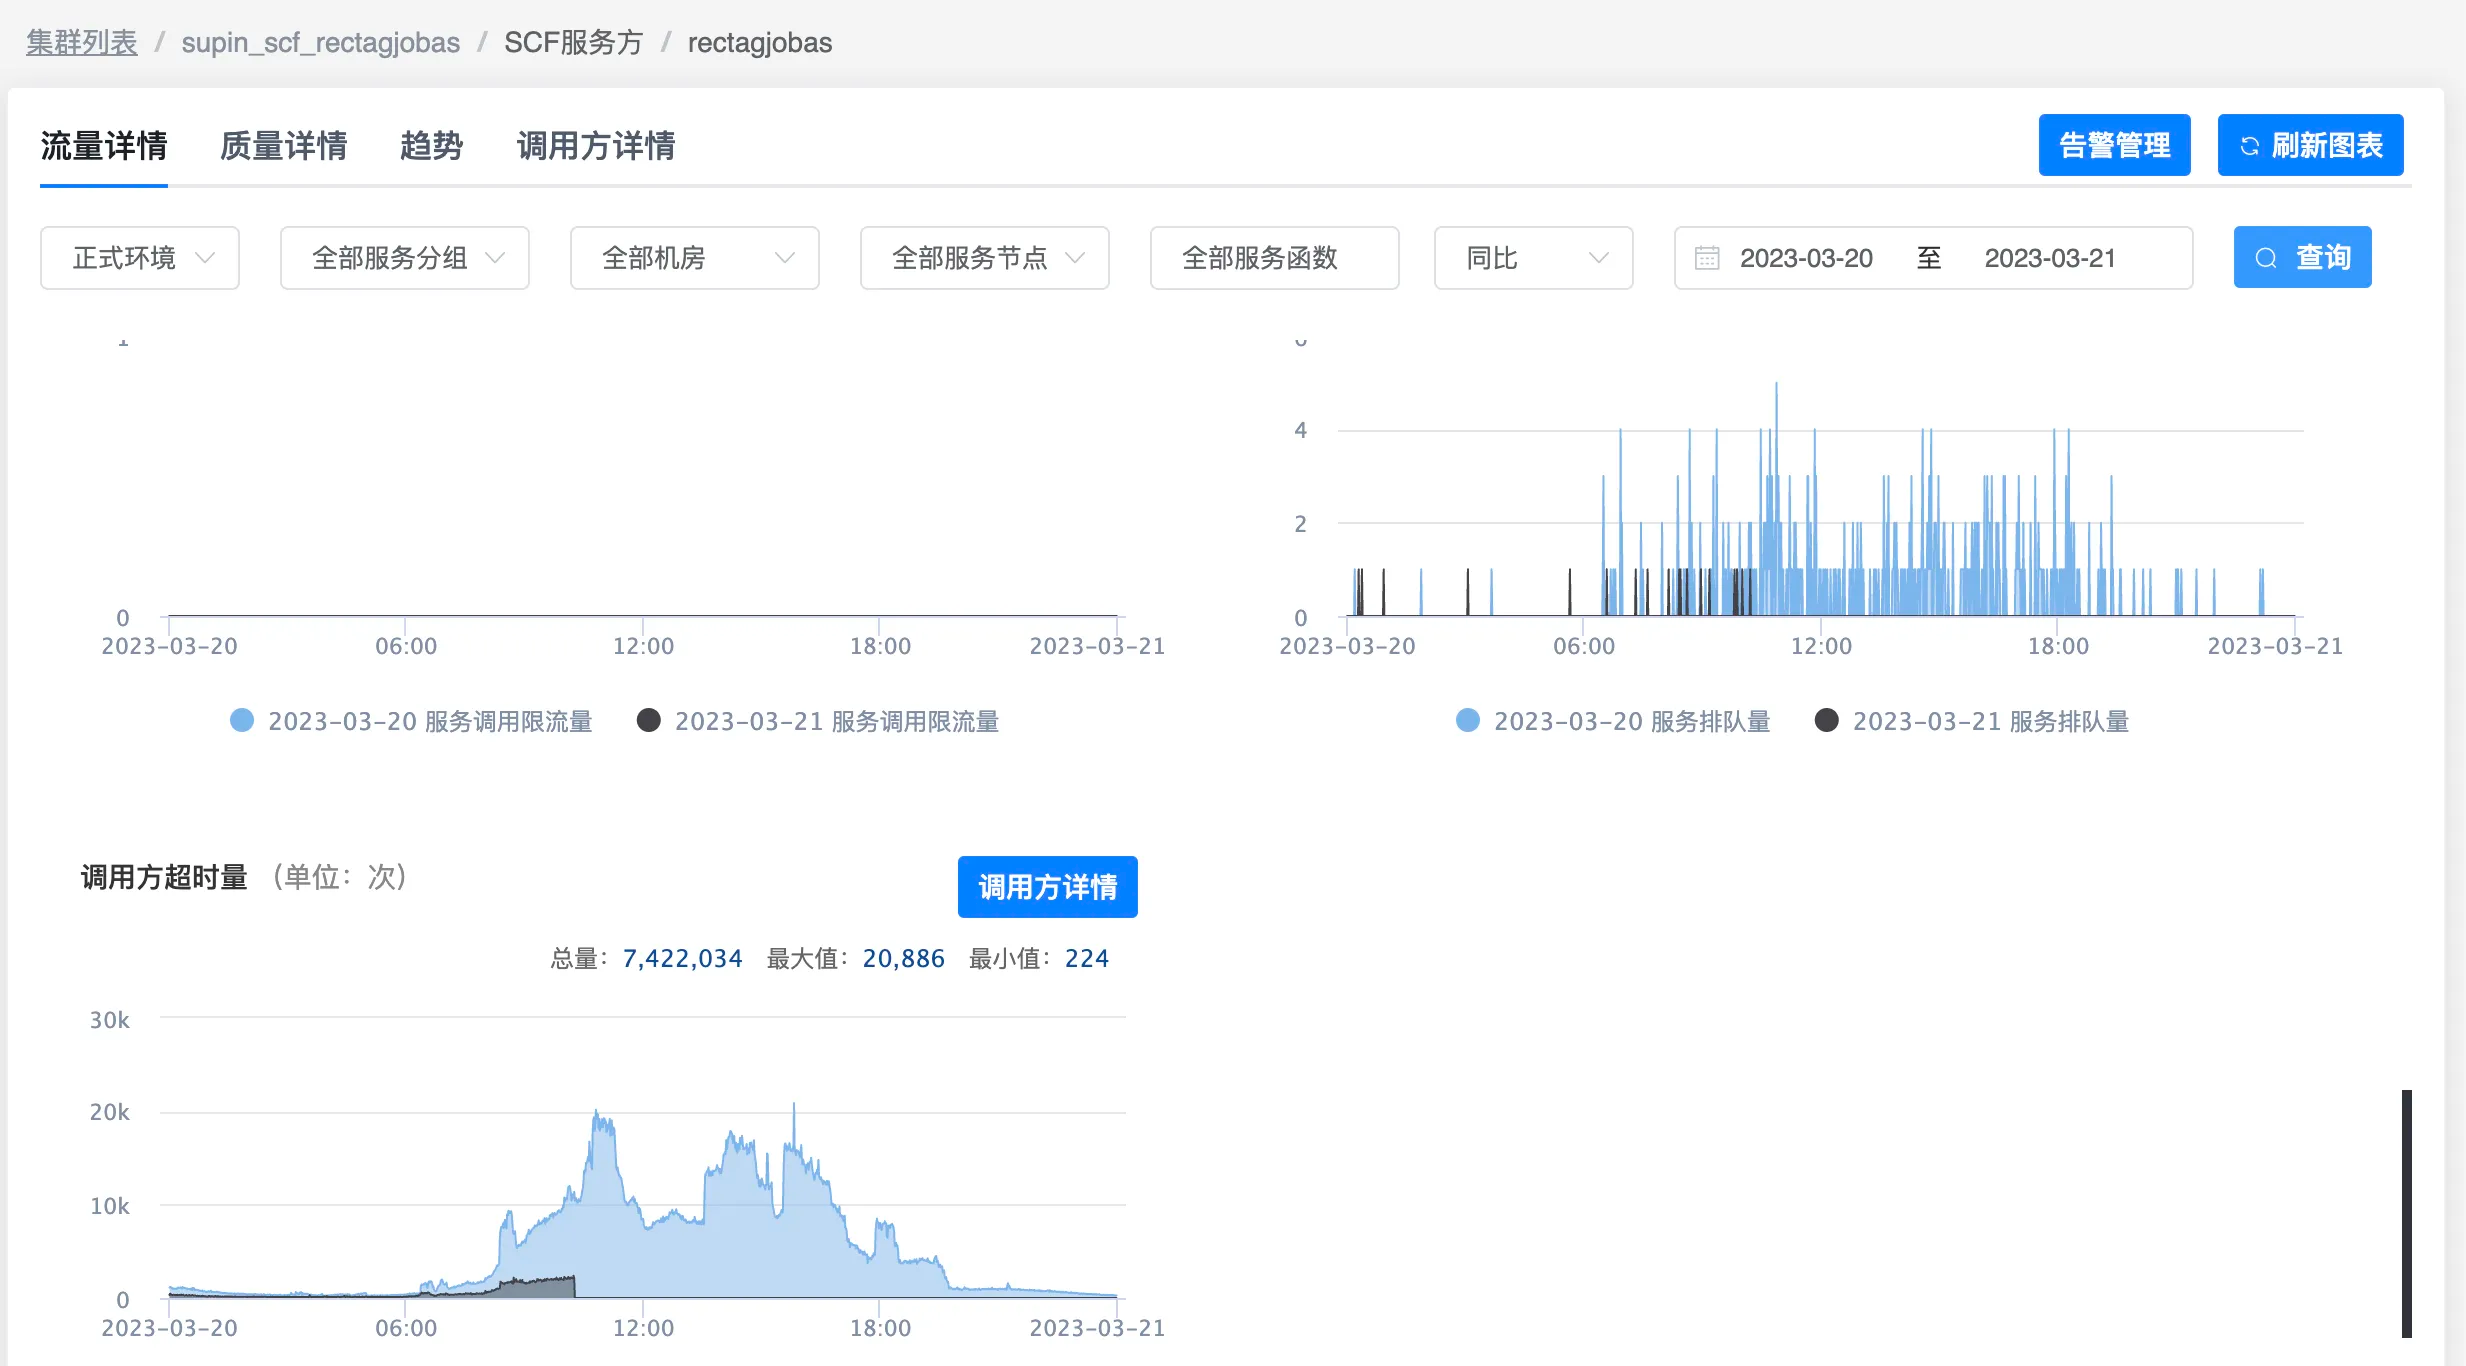 集群列表 / supin_scf_rectagjobas / SCF服务方 / rectagjobas
流量详情 质量详情 趋势 调用方详情 告警管理 刷新图表
正式环境 全部服务分组 全部机房 全部服务节点 全部服务函数 同比 2023-03-20 至 2023-03-21 查询
1
0
2023-03-20 06:00 12:00 18:00 2023-03-21
2023-03-20 服务调用限流量 2023-03-21 服务调用限流量
6
4
2
0
2023-03-20 06:00 12:00 18:00 2023-03-21
2023-03-20 服务排队量 2023-03-21 服务排队量
调用方超时量 （单位：次） 调用方详情
总量：7,422,034 最大值：20,886 最小值：224
30k
20k
10k
0
2023-03-20 06:00 12:00 18:00 2023-03-21